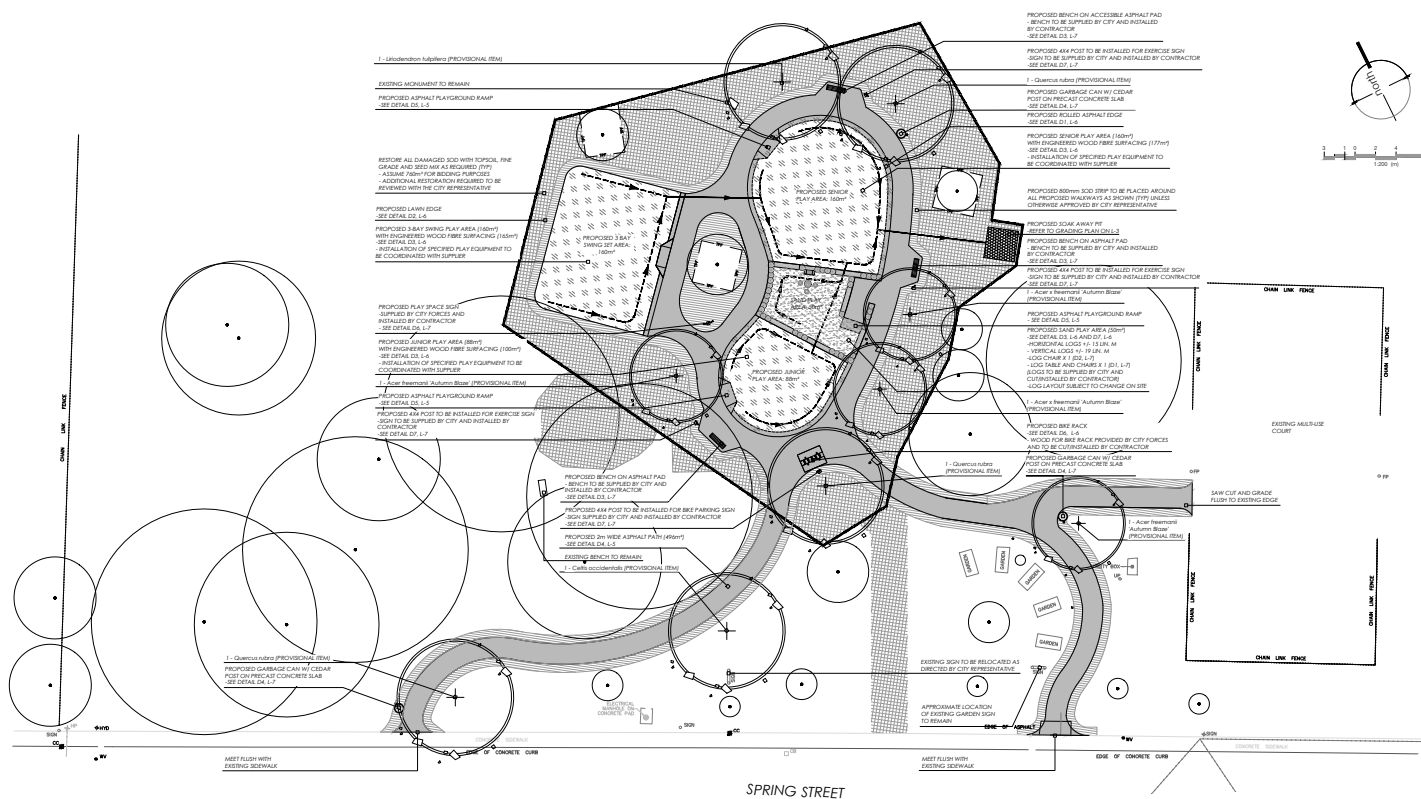 1 - Liriodendron tulipifera (PROVISIONAL ITEM)
EXISTING MONUMENT TO REMAIN
PROPOSED ASPHALT PLAYGROUND RAMP
-SEE DETAIL D5, L-5
RESTORE ALL DAMAGED SOD WITH TOPSOIL, FINE
GRADE AND SEED MIX AS REQUIRED (TYP)
- ASSUME 760m² FOR BIDDING PURPOSES
- ADDITIONAL RESTORATION REQUIRED TO BE
REVIEWED WITH THE CITY REPRESENTATIVE
PROPOSED LAWN EDGE
-SEE DETAIL D2, L-6
PROPOSED 3-BAY SWING PLAY AREA (160m²)
WITH ENGINEERED WOOD FIBRE SURFACING (165m²)
-SEE DETAIL D3, L-6
- INSTALLATION OF SPECIFIED PLAY EQUIPMENT TO
BE COORDINATED WITH SUPPLIER
PROPOSED PLAY SPACE SIGN
-SUPPLIED BY CITY FORCES AND
INSTALLED BY CONTRACTOR
-SEE DETAIL D6, L-7
PROPOSED JUNIOR PLAY AREA (88m²)
WITH ENGINEERED WOOD FIBRE SURFACING (100m²)
-SEE DETAIL D3, L-6
- INSTALLATION OF SPECIFIED PLAY EQUIPMENT TO BE
COORDINATED WITH SUPPLIER
1 - Acer freemanii 'Autumn Blaze' (PROVISIONAL ITEM)
PROPOSED ASPHALT PLAYGROUND RAMP
-SEE DETAIL D5, L-5
PROPOSED 4X4 POST TO BE INSTALLED FOR EXERCISE SIGN
-SIGN TO BE SUPPLIED BY CITY AND INSTALLED BY
CONTRACTOR
-SEE DETAIL D7, L-7
PROPOSED BENCH ON ASPHALT PAD
- BENCH TO BE SUPPLIED BY CITY AND
INSTALLED BY CONTRACTOR
-SEE DETAIL D3, L-7
PROPOSED 4X4 POST TO BE INSTALLED FOR BIKE PARKING SIGN
-SIGN SUPPLIED BY CITY AND INSTALLED BY CONTRACTOR
-SEE DETAIL D7, L-7
PROPOSED 2m WIDE ASPHALT PATH (496m²)
-SEE DETAIL D4, L-5
EXISTING BENCH TO REMAIN
1 - Celtis occidentalis (PROVISIONAL ITEM)
1 - Quercus rubra (PROVISIONAL ITEM)
PROPOSED GARBAGE CAN W/ CEDAR
POST ON PRECAST CONCRETE SLAB
-SEE DETAIL D4, L-7
MEET FLUSH WITH
EXISTING SIDEWALK
PROPOSED 3 BAY
SWING SET AREA:
160m²
PROPOSED SENIOR
PLAY AREA: 160m²
PROPOSED JUNIOR
PLAY AREA: 88m²
PROPOSED BENCH ON ACCESSIBLE ASPHALT PAD
- BENCH TO BE SUPPLIED BY CITY AND INSTALLED
BY CONTRACTOR
-SEE DETAIL D3, L-7
PROPOSED 4X4 POST TO BE INSTALLED FOR EXERCISE SIGN
-SIGN TO BE SUPPLIED BY CITY AND INSTALLED BY CONTRACTOR
-SEE DETAIL D7, L-7
1 - Quercus rubra (PROVISIONAL ITEM)
PROPOSED GARBAGE CAN W/ CEDAR
POST ON PRECAST CONCRETE SLAB
-SEE DETAIL D4, L-7
PROPOSED ROLLED ASPHALT EDGE
-SEE DETAIL D1, L-6
PROPOSED SENIOR PLAY AREA (160m²)
WITH ENGINEERED WOOD FIBRE SURFACING (177m²)
-SEE DETAIL D3, L-6
- INSTALLATION OF SPECIFIED PLAY EQUIPMENT TO
BE COORDINATED WITH SUPPLIER
PROPOSED 800mm SOD STRIP TO BE PLACED AROUND
ALL PROPOSED WALKWAYS AS SHOWN (TYP) UNLESS
OTHERWISE APPROVED BY CITY REPRESENTATIVE
PROPOSED SOAK AWAY PIT
-REFER TO GRADING PLAN ON L-3
PROPOSED BENCH ON ASPHALT PAD
- BENCH TO BE SUPPLIED BY CITY AND INSTALLED
BY CONTRACTOR
-SEE DETAIL D3, L-7
PROPOSED 4X4 POST TO BE INSTALLED FOR EXERCISE SIGN
-SIGN TO BE SUPPLIED BY CITY AND INSTALLED BY CONTRACTOR
-SEE DETAIL D7, L-7
1 - Acer x freemanii 'Autumn Blaze'
(PROVISIONAL ITEM)
PROPOSED ASPHALT PLAYGROUND RAMP
- SEE DETAIL D5, L-5
PROPOSED SAND PLAY AREA (50m²)
-SEE DETAIL D3, L-6 AND D7, L-6
-HORIZONTAL LOGS +/- 15 LIN. M
- VERTICAL LOGS +/- 19 LIN. M
-LOG CHAIR X 1 (D2, L-7)
- LOG TABLE AND CHAIRS X 1 (D1, L-7)
(LOGS TO BE SUPPLIED BY CITY AND
CUT/INSTALLED BY CONTRACTOR)
-LOG LAYOUT SUBJECT TO CHANGE ON SITE
1 - Acer x freemanii 'Autumn Blaze'
(PROVISIONAL ITEM)
PROPOSED BIKE RACK
- SEE DETAIL D6, L-6
- WOOD FOR BIKE RACK PROVIDED BY CITY FORCES
AND TO BE CUT/INSTALLED BY CONTRACTOR
PROPOSED GARBAGE CAN W/ CEDAR
POST ON PRECAST CONCRETE SLAB
-SEE DETAIL D4, L-7
1 - Quercus rubra
(PROVISIONAL ITEM)
1 - Acer freemanii
'Autumn Blaze'
(PROVISIONAL ITEM)
SAW CUT AND GRADE
FLUSH TO EXISTING EDGE
EXISTING MULTI-USE
COURT
EXISTING SIGN TO BE RELOCATED AS
DIRECTED BY CITY REPRESENTATIVE
APPROXIMATE LOCATION
OF EXISTING GARDEN SIGN
TO REMAIN
MEET FLUSH WITH
EXISTING SIDEWALK
north
1 0 2 4
1:200 (m)
CHAIN LINK FENCE
CHAIN LINK FENCE
CHAIN LINK FENCE
CHAIN LINK FENCE
CHAIN LINK FENCE
CHAIN LINK FENCE
CHAIN LINK FENCE
PP
PP
GARDEN
GARDEN
GARDEN
GARDEN
GARDEN
ELECTRICAL
MANHOLE ON
CONCRETE PAD
SIGN
SIGN
HYD
CC
WV
CONCRETE SIDEWALK
EDGE OF CONCRETE CURB
CC
CB
EDGE OF ASPHALT
WV
SIGN
EDGE OF CONCRETE CURB
CONCRETE SIDEWALK
SPRING STREET